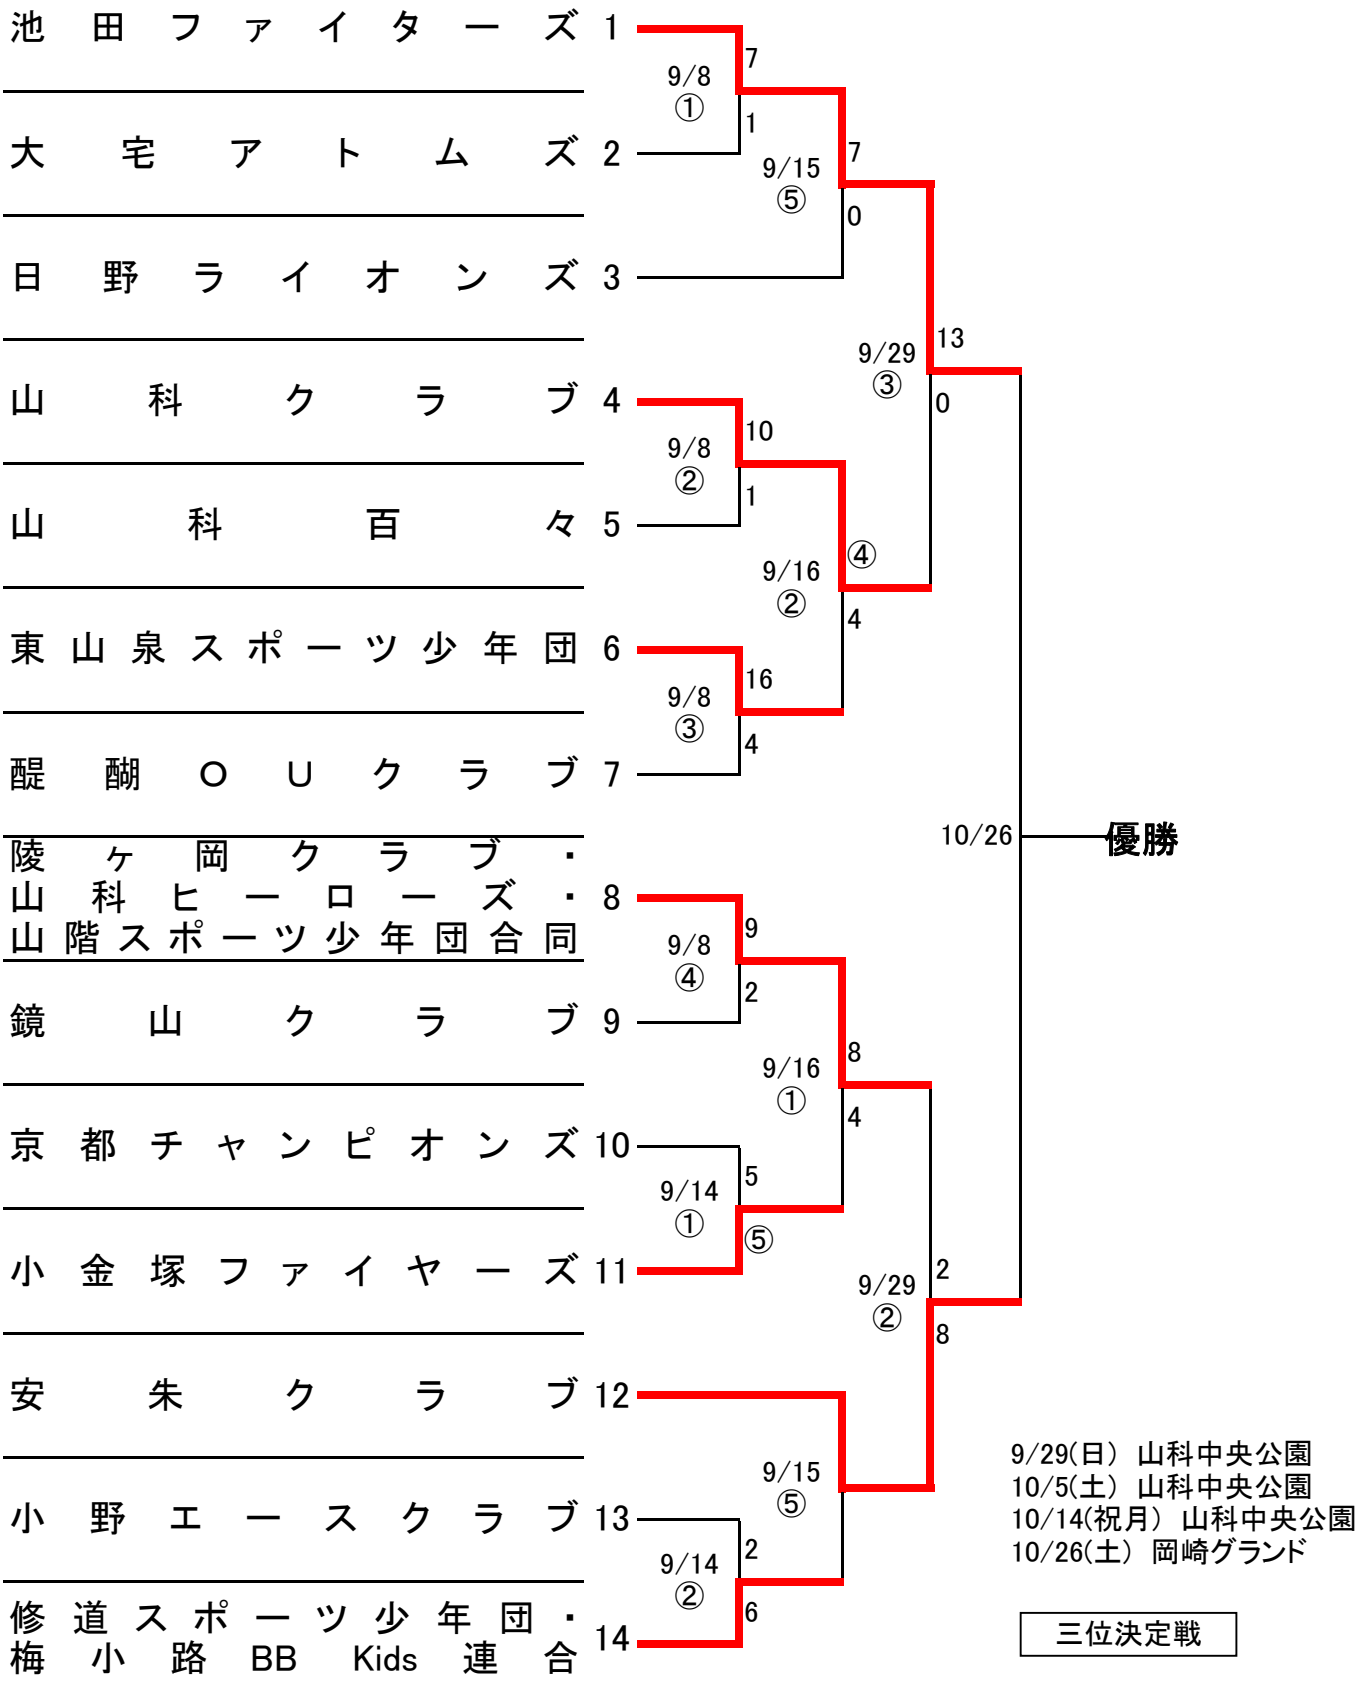 池田ファイターズ 1
7
9/8
①
1
大宅アトムズ 2
7
9/15
⑤
0
日野ライオンズ 3
13
9/29
③
0
山科クラブ 4
10
9/8
②
1
山科百々 5
④
9/16
②
4
東山泉スポーツ少年団 6
16
9/8
③
4
醍醐OUクラブ 7
10/26
優勝
陵ヶ岡クラブ・
山科ヒーローズ・ 8
山階スポーツ少年団合同
9
9/8
④
2
鏡山クラブ 9
8
9/16
①
4
京都チャンピオンズ 10
5
9/14
①
⑤
小金塚ファイヤーズ 11
2
9/29
②
8
安朱クラブ 12
9/15
⑤
小野エースクラブ 13
2
9/14
②
6
修道スポーツ少年団・
14
梅小路BB Kids 連合
9/29(日) 山科中央公園
10/5(土) 山科中央公園
10/14(祝月) 山科中央公園
10/26(土) 岡崎グランド
三位決定戦